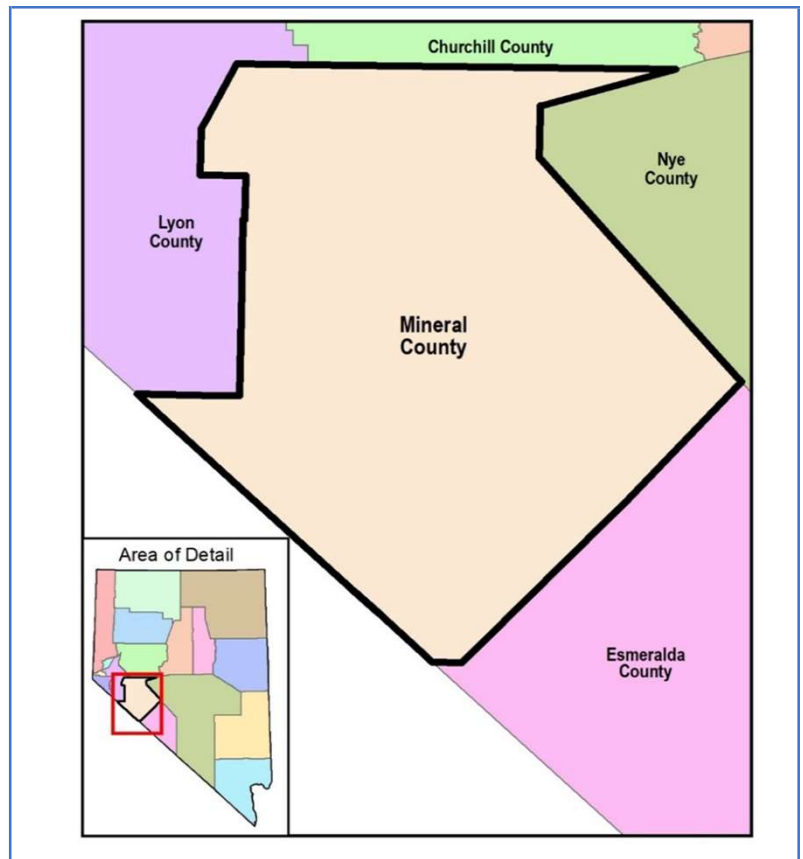 Churchill County
Nye
County
Lyon
County
Mineral
County
Area of Detail
Esmeralda
County